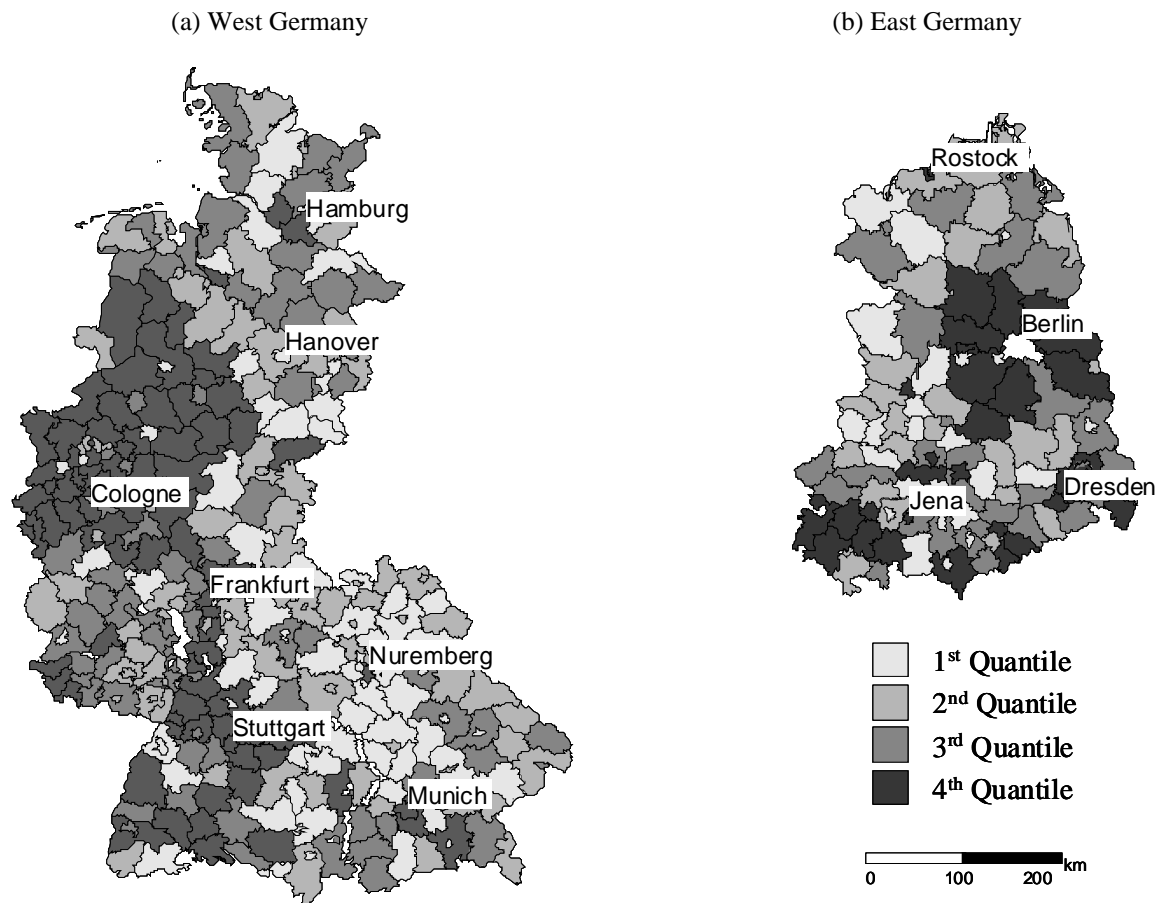 (a) West Germany
(b) East Germany
Hamburg
Hanover
Cologne
Frankfurt
Nuremberg
Stuttgart
Munich
Rostock
Berlin
Jena
Dresden
1st Quantile
2nd Quantile
3rd Quantile
4th Quantile
0 100 200 km